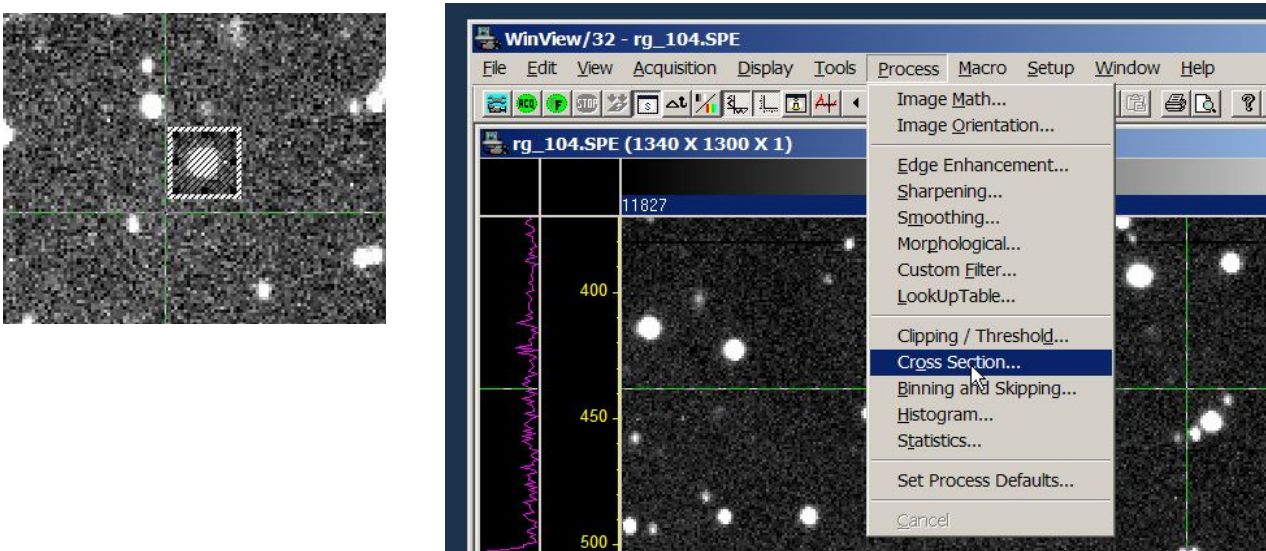 WinView/32 - rg_104.SPE
File Edit View Acquisition Display Tools Process Macro Setup Window Help
ACQ F STOP S Δt ?
rg_104.SPE (1340 X 1300 X 1)
11827
400
450
500
Image Math...
Image Orientation...
Edge Enhancement...
Sharpening...
Smoothing...
Morphological...
Custom Filter...
LookUpTable...
Clipping / Threshold...
Cross Section...
Binning and Skipping...
Histogram...
Statistics...
Set Process Defaults...
Cancel